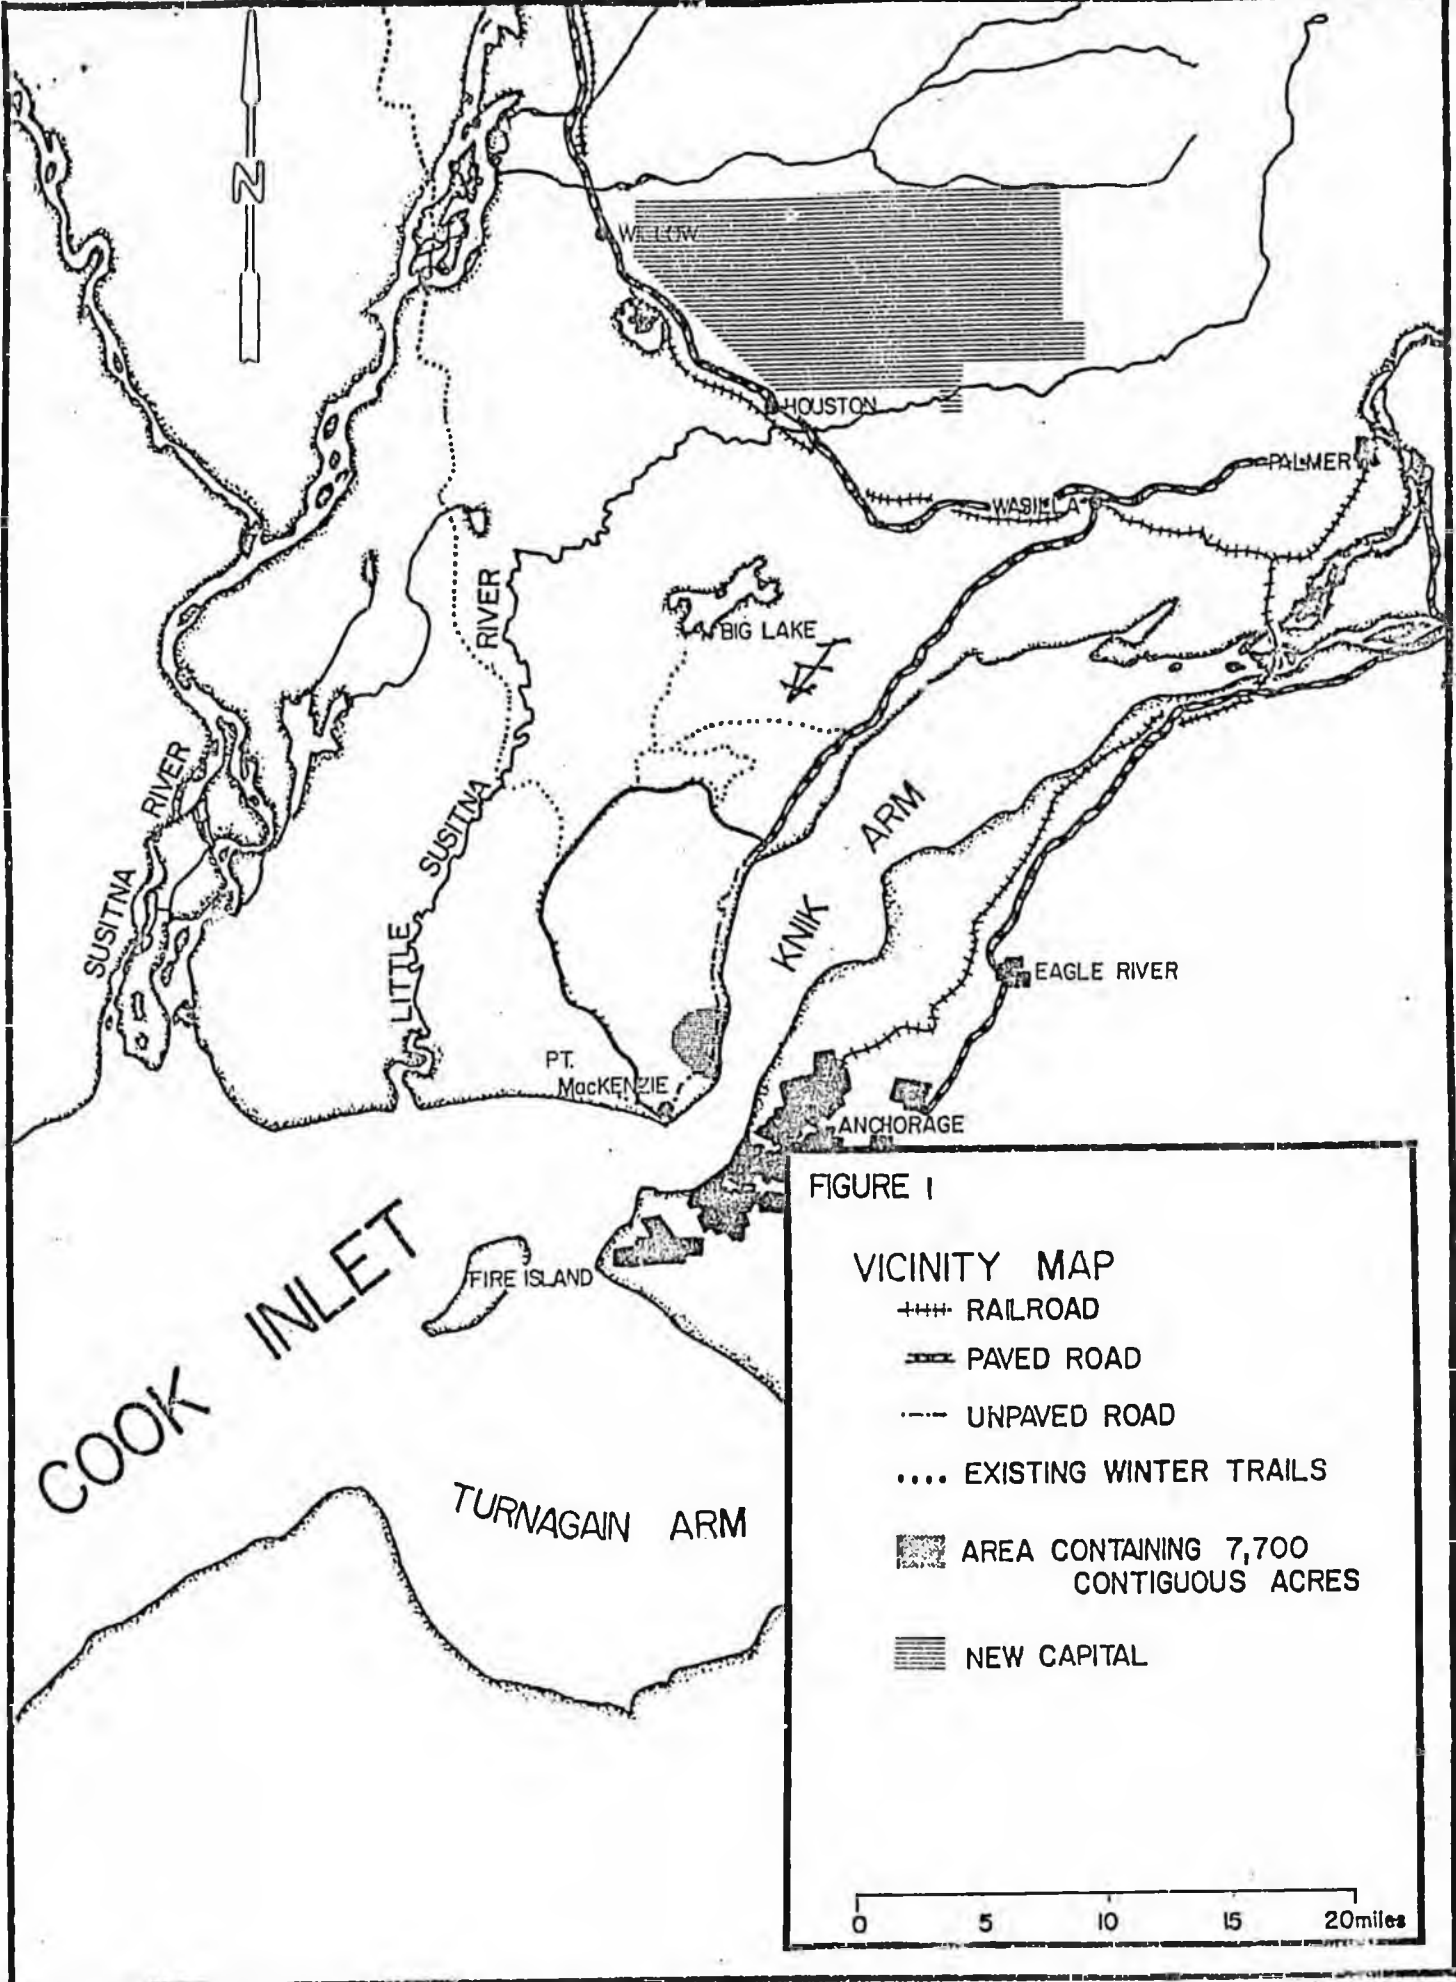 N
WILLOW
HOUSTON
PALMER
WASILLA
RIVER
BIG LAKE
RIVER
SUSITNA
SUSITNA
LITTLE
ARM
KNIK
EAGLE RIVER
PT.
MacKENZIE
ANCHORAGE
FIRE ISLAND
COOK INLET
TURNAGAIN ARM
FIGURE 1
VICINITY MAP
RAILROAD
PAVED ROAD
UNPAVED ROAD
EXISTING WINTER TRAILS
AREA CONTAINING 7,700
CONTIGUOUS ACRES
NEW CAPITAL
0 5 10 15 20miles